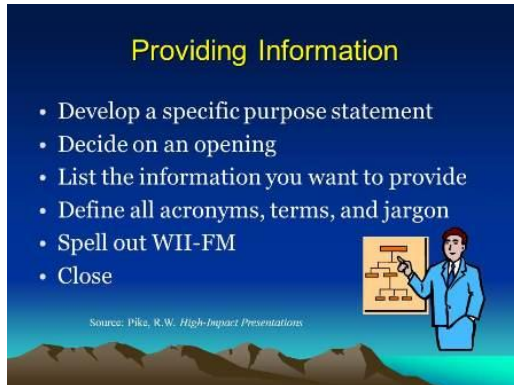 Providing Information
• Develop a specific purpose statement
• Decide on an opening
• List the information you want to provide
• Define all acronyms, terms, and jargon
• Spell out WII-FM
• Close
Source: Pike, R.W. High-Impact Presentations